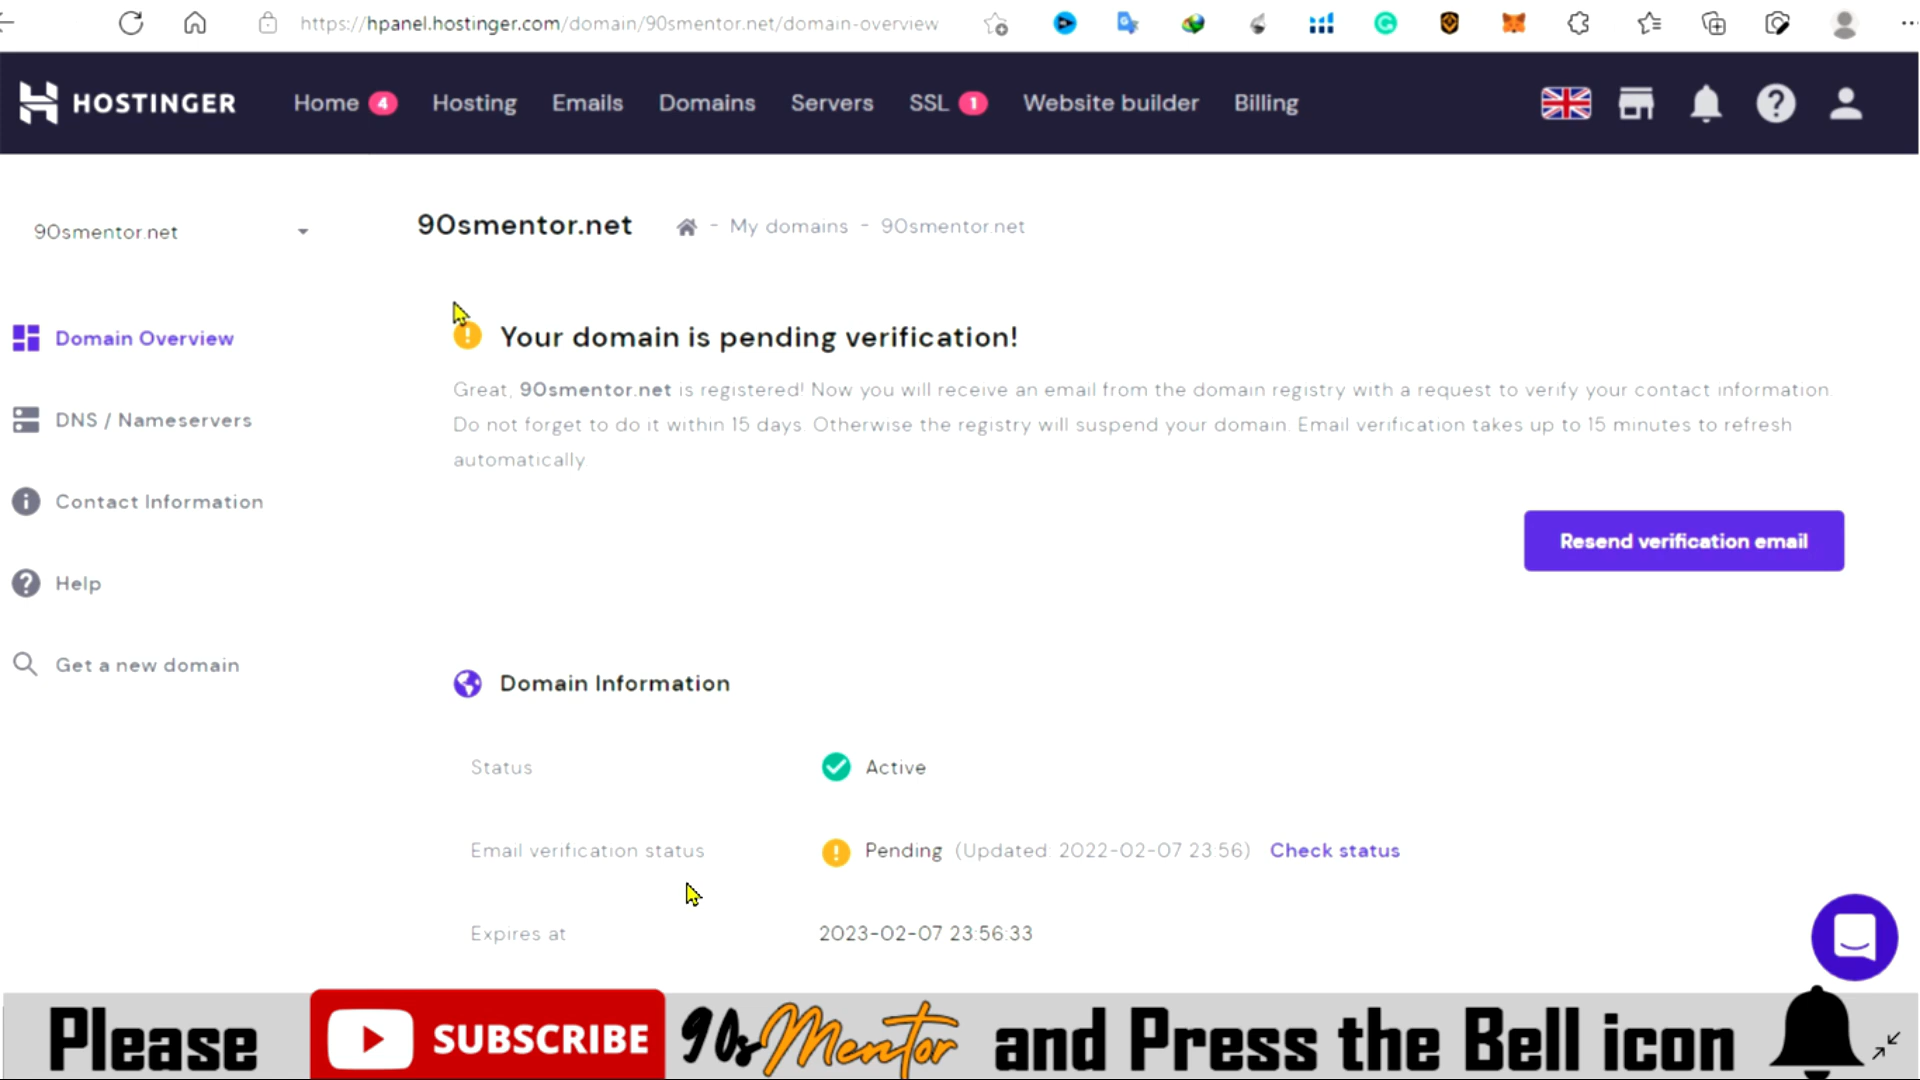 https://hpanel.hostinger.com/domain/90smentor.net/domain-overview
HOSTINGER
Home 4 Hosting Emails Domains Servers SSL 1 Website builder Billing
90smentor.net
90smentor.net - My domains - 90smentor.net
Domain Overview
DNS / Nameservers
Contact Information
Help
Get a new domain
Your domain is pending verification!
Great, 90smentor.net is registered! Now you will receive an email from the domain registry with a request to verify your contact information.
Do not forget to do it within 15 days. Otherwise the registry will suspend your domain. Email verification takes up to 15 minutes to refresh
automatically
Resend verification email
Domain Information
Status Active
Email verification status Pending (Updated: 2022-02-07 23:56) Check status
Expires at 2023-02-07 23:56:33
Please SUBSCRIBE 90s Mentor and Press the Bell icon